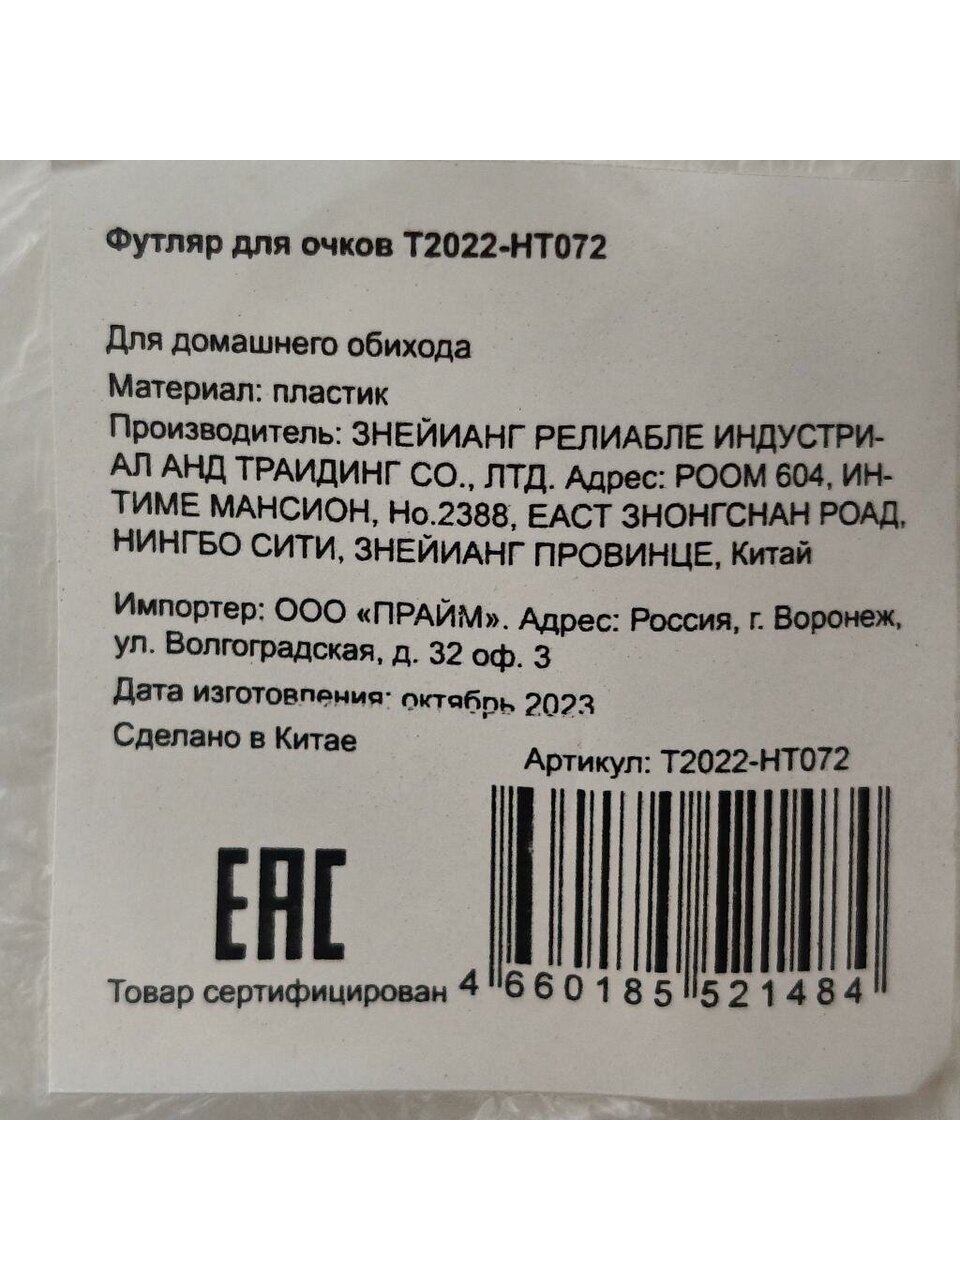 Футляр для очков T2022-HT072
Для домашнего обихода
Материал: пластик
Производитель: ЗНЕЙИАНГ РЕЛИАБЛЕ ИНДУСТРИ-
АЛ АНД ТРАИДИНГ СО., ЛТД. Адрес: РООМ 604, ИН-
ТИМЕ МАНСИОН, Но.2388, ЕАСТ ЗНОНГСНАН РОАД,
НИНГБО СИТИ, ЗНЕЙИАНГ ПРОВИНЦЕ, Китай
Импортер: ООО «ПРАЙМ». Адрес: Россия, г. Воронеж,
ул. Волгоградская, д. 32 оф. 3
Дата изготовления: октябрь 2023
Сделано в Китае
Артикул: T2022-HT072
ЕАС
Товар сертифицирован
4 660185 521484